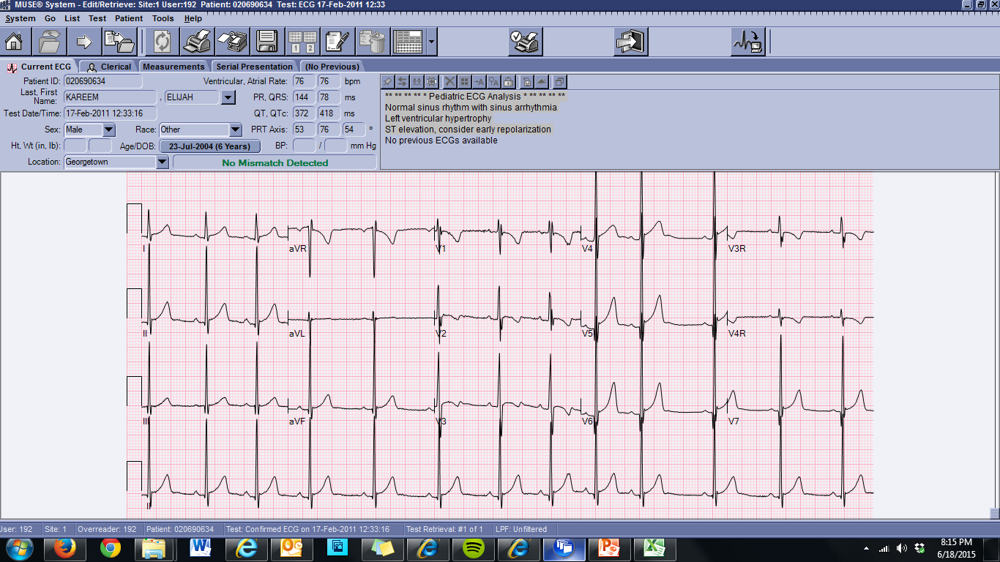 MUSE® System - Edit/Retrieve: Site:1 User:192 Patient: 020690634 Test: ECG 17-Feb-2011 12:33
System Go List Test Patient Tools Help
Current ECG Clerical Measurements Serial Presentation (No Previous)
Patient ID: 020690634
Last, First Name: KAREEM , ELIJAH
Test Date/Time: 17-Feb-2011 12:33:16
Sex: Male Race: Other
Ht, Wt (in, lb): Age/DOB: 23-Jul-2004 (6 Years)
Location: Georgetown No Mismatch Detected
Ventricular, Atrial Rate: 76 76 bpm
PR, QRS: 144 78 ms
QT, QTc: 372 418 ms
PRT Axis: 53 76 54 °
BP: / mm Hg
** ** ** ** * Pediatric ECG Analysis * ** ** ** **
Normal sinus rhythm with sinus arrhythmia
Left ventricular hypertrophy
ST elevation, consider early repolarization
No previous ECGs available
I aVR V1 V4 V3R
II aVL V2 V5 V4R
III aVF V3 V6 V7
II
User: 192 Site: 1 Overreader: 192 Patient: 020690634 Test: Confirmed ECG on 17-Feb-2011 12:33:16 Test Retrieval: #1 of 1 LPF: Unfiltered
8:15 PM
6/18/2015